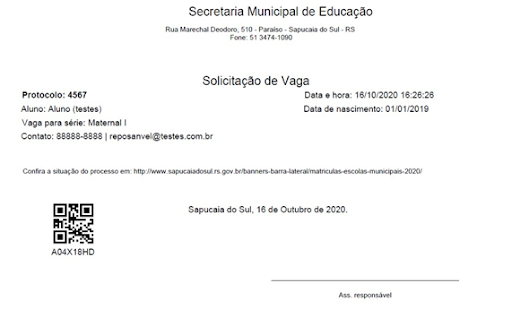 Secretaria Municipal de Educação
Rua Marechal Deodoro, 510 - Paraíso - Sapucaia do Sul - RS
Fone: 51 3474-1090
Solicitação de Vaga
Protocolo: 4567
Data e hora: 16/10/2020 16:26:26
Aluno: Aluno (testes)
Data de nascimento: 01/01/2019
Vaga para série: Maternal I
Contato: 88888-8888 | reposanvel@testes.com.br
Confira a situação do processo em: http://www.sapucaiadosul.rs.gov.br/banners-barra-lateral/matriculas-escolas-municipais-2020/
Sapucaia do Sul, 16 de Outubro de 2020.
A04X18HD
Ass. responsável